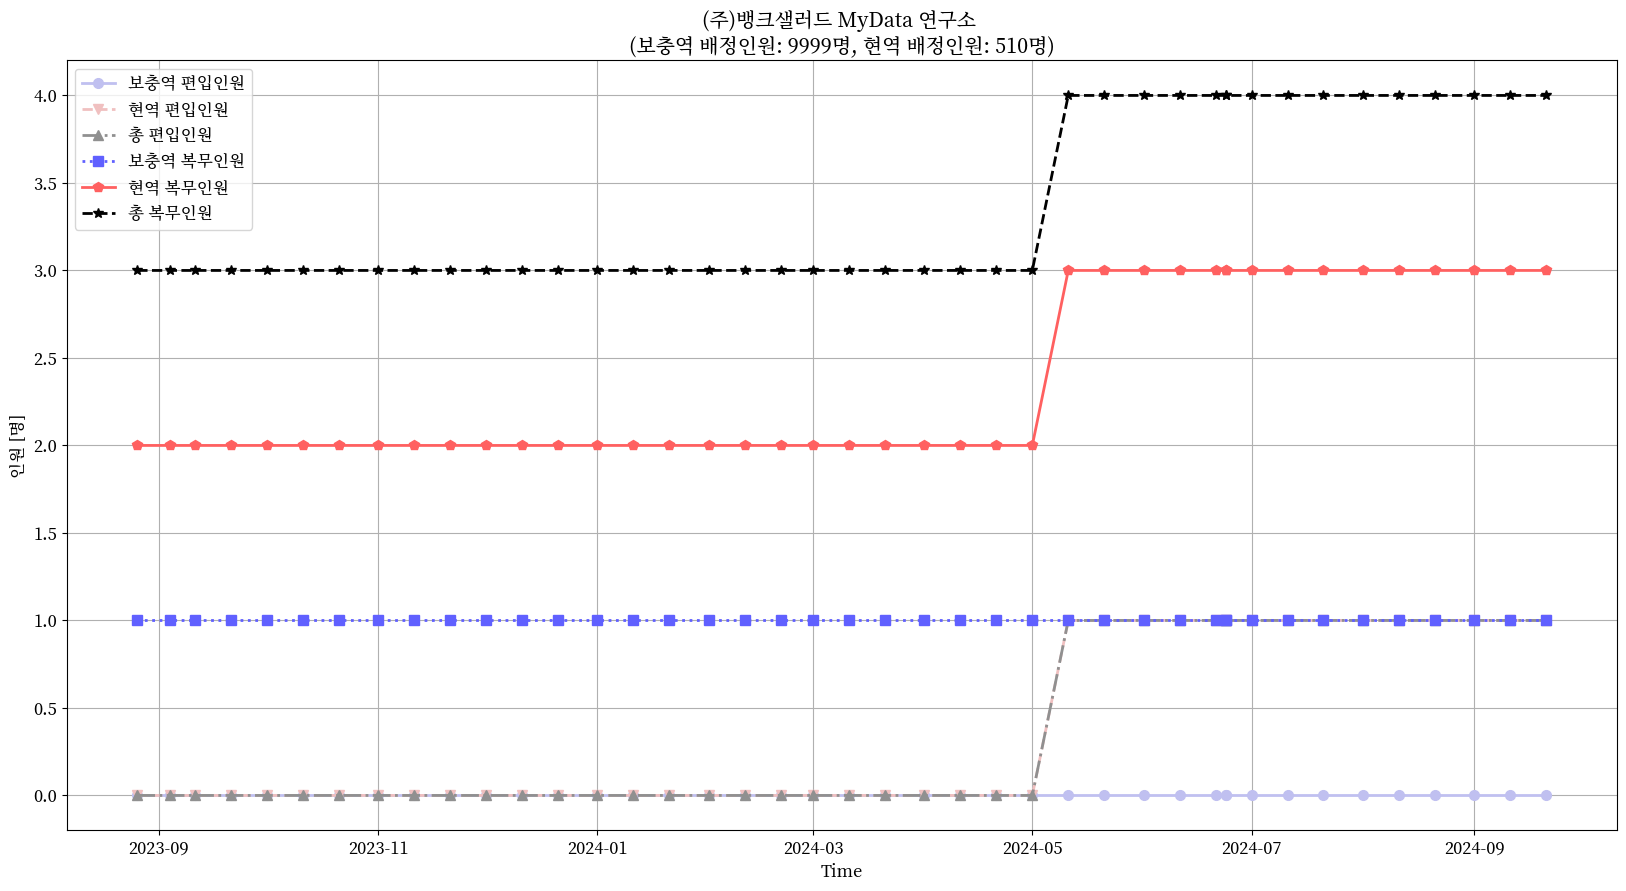 (주)뱅크샐러드 MyData 연구소
(보충역 배정인원: 9999명, 현역 배정인원: 510명)
보충역 편입인원
현역 편입인원
총 편입인원
보충역 복무인원
현역 복무인원
총 복무인원
4.0
3.5
3.0
2.5
2.0
1.5
1.0
0.5
0.0
인원 [명]
2023-09 2023-11 2024-01 2024-03 2024-05 2024-07 2024-09
Time